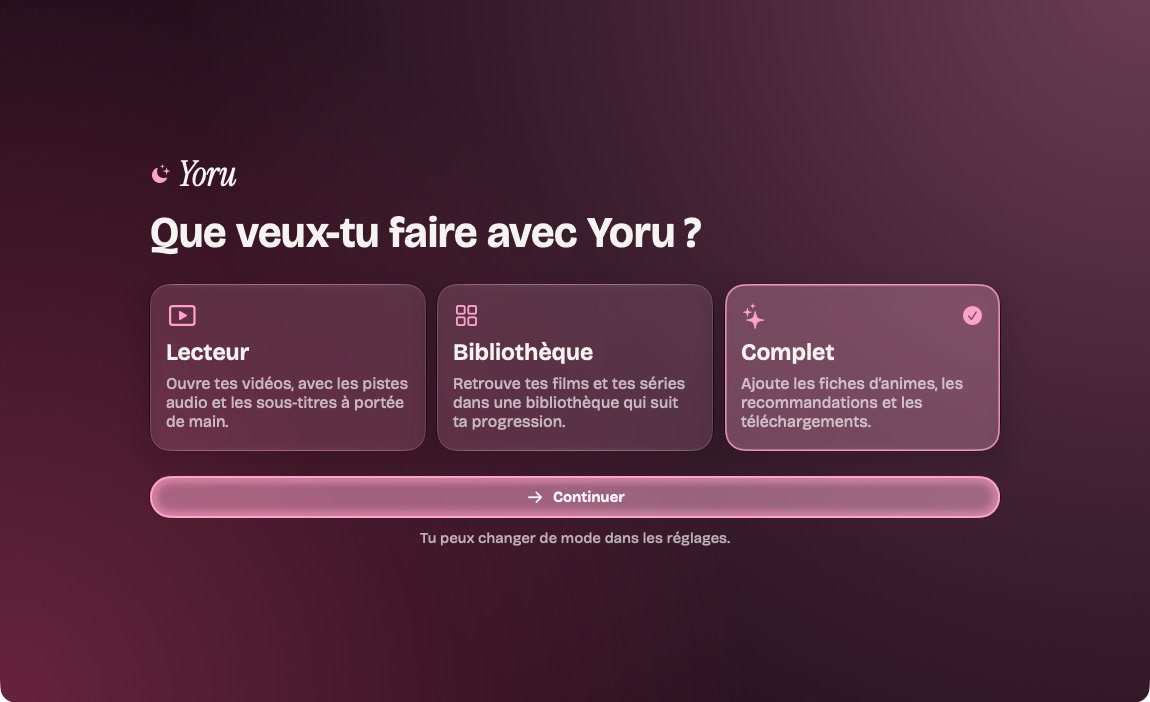 Yoru
Que veux-tu faire avec Yoru ?
Lecteur
Ouvre tes vidéos, avec les pistes
audio et les sous-titres à portée
de main.
Bibliothèque
Retrouve tes films et tes séries
dans une bibliothèque qui suit
ta progression.
Complet
Ajoute les fiches d’animes, les
recommandations et les
téléchargements.
Continuer
Tu peux changer de mode dans les réglages.